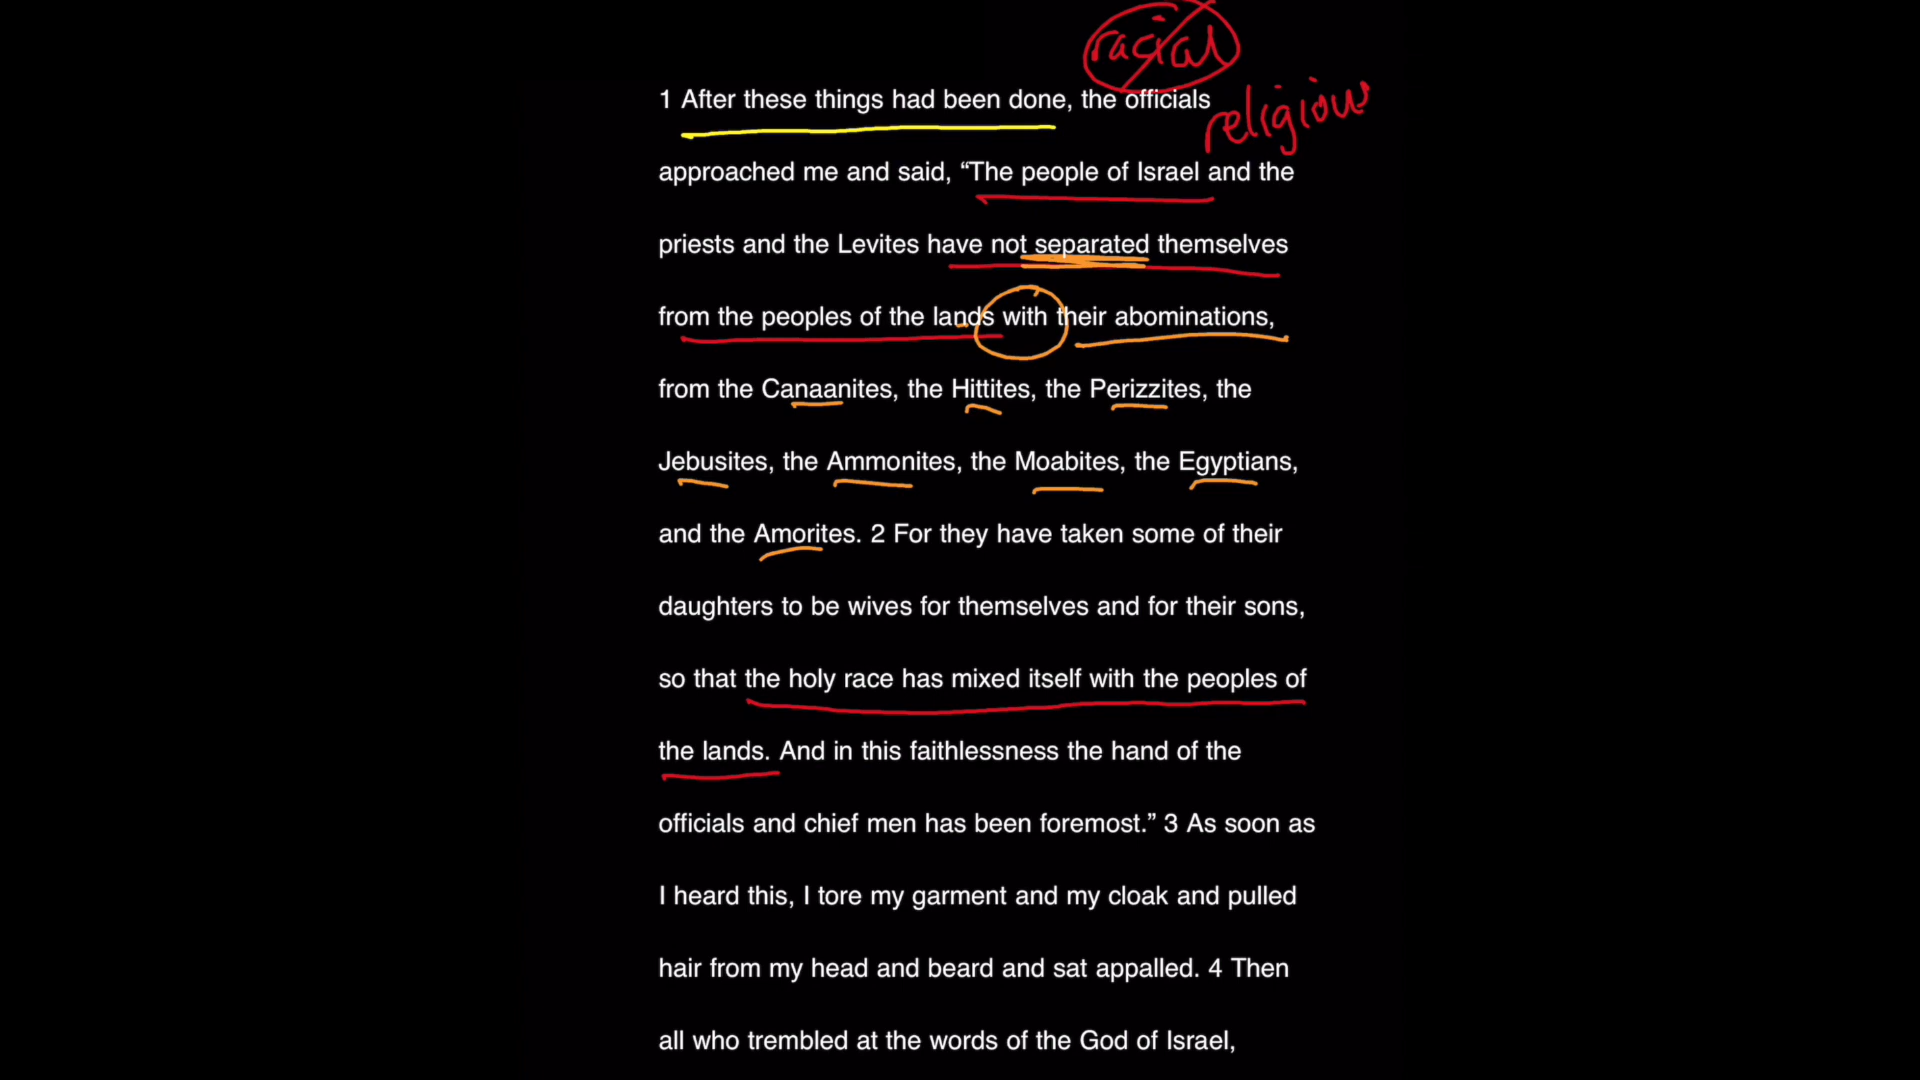 racial
1 After these things had been done, the officials
religious
approached me and said, “The people of Israel and the
priests and the Levites have not separated themselves
from the peoples of the lands with their abominations,
from the Canaanites, the Hittites, the Perizzites, the
Jebusites, the Ammonites, the Moabites, the Egyptians,
and the Amorites. 2 For they have taken some of their
daughters to be wives for themselves and for their sons,
so that the holy race has mixed itself with the peoples of
the lands. And in this faithlessness the hand of the
officials and chief men has been foremost.” 3 As soon as
I heard this, I tore my garment and my cloak and pulled
hair from my head and beard and sat appalled. 4 Then
all who trembled at the words of the God of Israel,